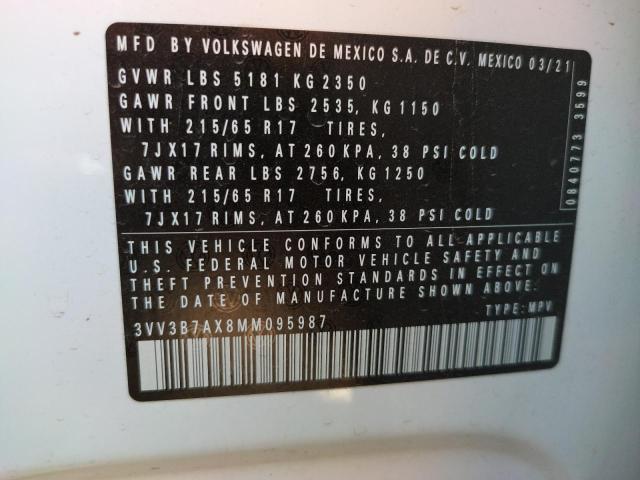 MFD BY VOLKSWAGEN DE MEXICO S.A. DE C.V. MEXICO 03/21
GVWR LBS 5181 KG 2350
GAWR FRONT LBS 2535, KG 1150
WITH 215/65 R17 TIRES,
7JX17 RIMS, AT 260 KPA, 38 PSI COLD
GAWR REAR LBS 2756, KG 1250
WITH 215/65 R17 TIRES,
7JX17 RIMS, AT 260 KPA, 38 PSI COLD
0840773 3599
THIS VEHICLE CONFORMS TO ALL APPLICABLE
U.S. FEDERAL MOTOR VEHICLE SAFETY AND
THEFT PREVENTION STANDARDS IN EFFECT ON
THE DATE OF MANUFACTURE SHOWN ABOVE.
3VV3B7AX8MM095987 TYPE: MPV